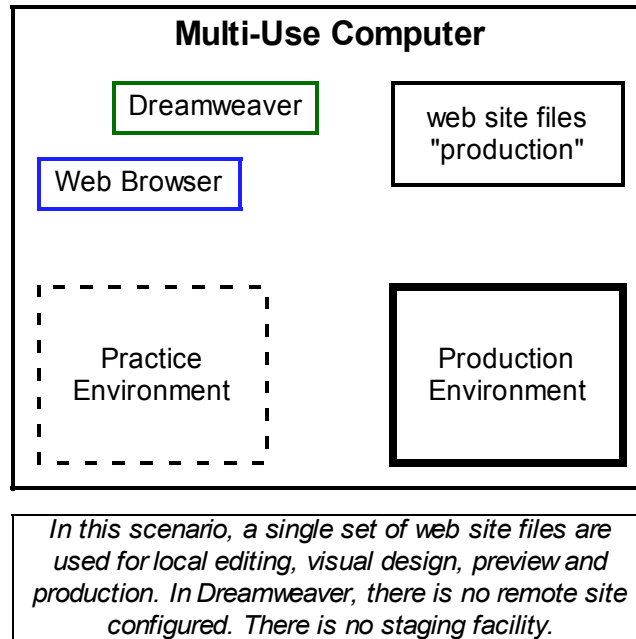 Multi-Use Computer
Dreamweaver
web site files
"production"
Web Browser
Practice
Environment
Production
Environment
In this scenario, a single set of web site files are
used for local editing, visual design, preview and
production. In Dreamweaver, there is no remote site
configured. There is no staging facility.